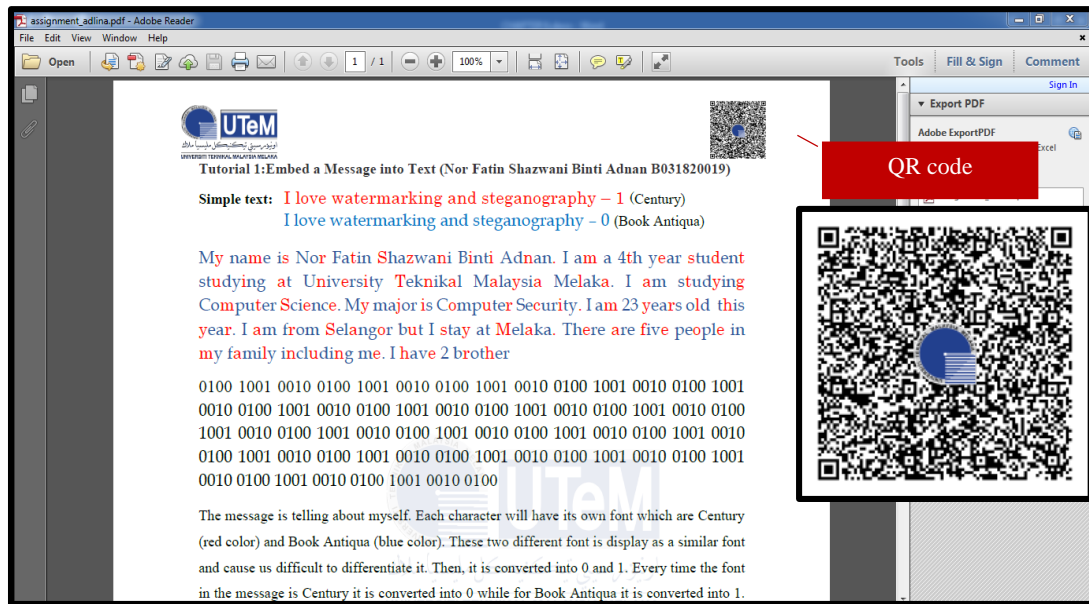 assignment_adlina.pdf - Adobe Reader
File Edit View Window Help
Open 1 / 1 100% Tools Fill & Sign Comment
Sign In
Export PDF
Adobe ExportPDF
Excel
UTeM
اونيۏرسيتي تيكنيكل مليسيا ملاك
UNIVERSITI TEKNIKAL MALAYSIA MELAKA
Tutorial 1:Embed a Message into Text (Nor Fatin Shazwani Binti Adnan B031820019)
Simple text: I love watermarking and steganography – 1 (Century)
I love watermarking and steganography – 0 (Book Antiqua)
My name is Nor Fatin Shazwani Binti Adnan. I am a 4th year student
studying at University Teknikal Malaysia Melaka. I am studying
Computer Science. My major is Computer Security. I am 23 years old this
year. I am from Selangor but I stay at Melaka. There are five people in
my family including me. I have 2 brother
0100 1001 0010 0100 1001 0010 0100 1001 0010 0100 1001 0010 0100 1001
0010 0100 1001 0010 0100 1001 0010 0100 1001 0010 0100 1001 0010 0100
1001 0010 0100 1001 0010 0100 1001 0010 0100 1001 0010 0100 1001 0010
0100 1001 0010 0100 1001 0010 0100 1001 0010 0100 1001 0010 0100 1001
0010 0100 1001 0010 0100 1001 0010 0100
UTeM
The message is telling about myself. Each character will have its own font which are Century
(red color) and Book Antiqua (blue color). These two different font is display as a similar font
and cause us difficult to differentiate it. Then, it is converted into 0 and 1. Every time the font
in the message is Century it is converted into 0 while for Book Antiqua it is converted into 1.
QR code